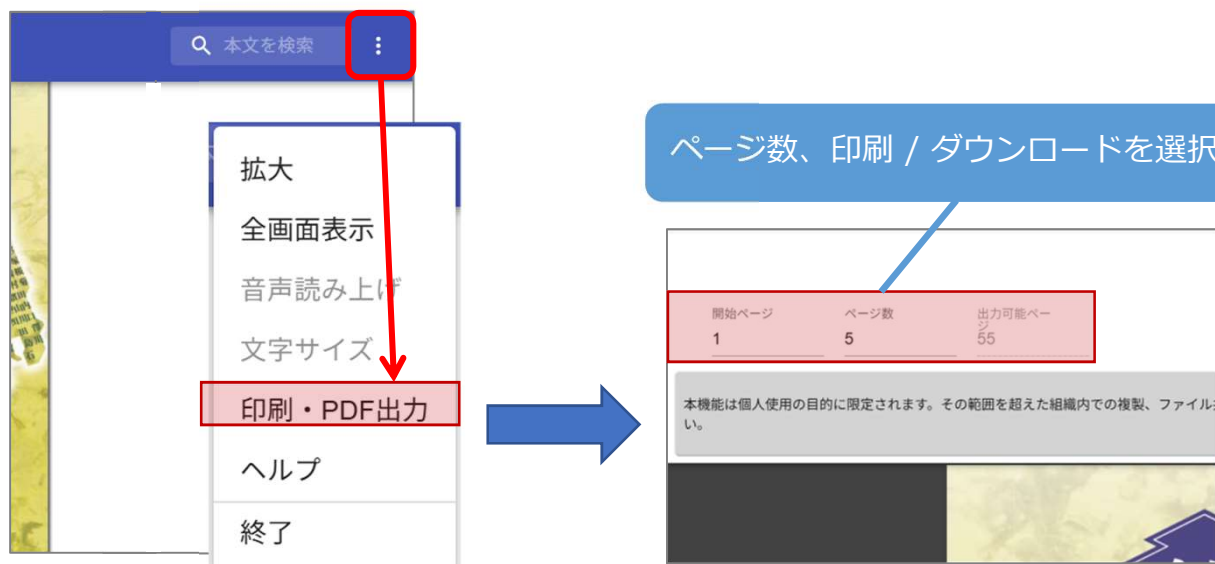 本文を検索
拡大
全画面表示
音声読み上げ
文字サイズ
印刷・PDF出力
ヘルプ
終了
ページ数、印刷 / ダウンロードを選択
開始ページ
ページ数
出力可能ペー
ジ
1
5
55
本機能は個人使用の目的に限定されます。その範囲を超えた組織内での複製、ファイル
い。